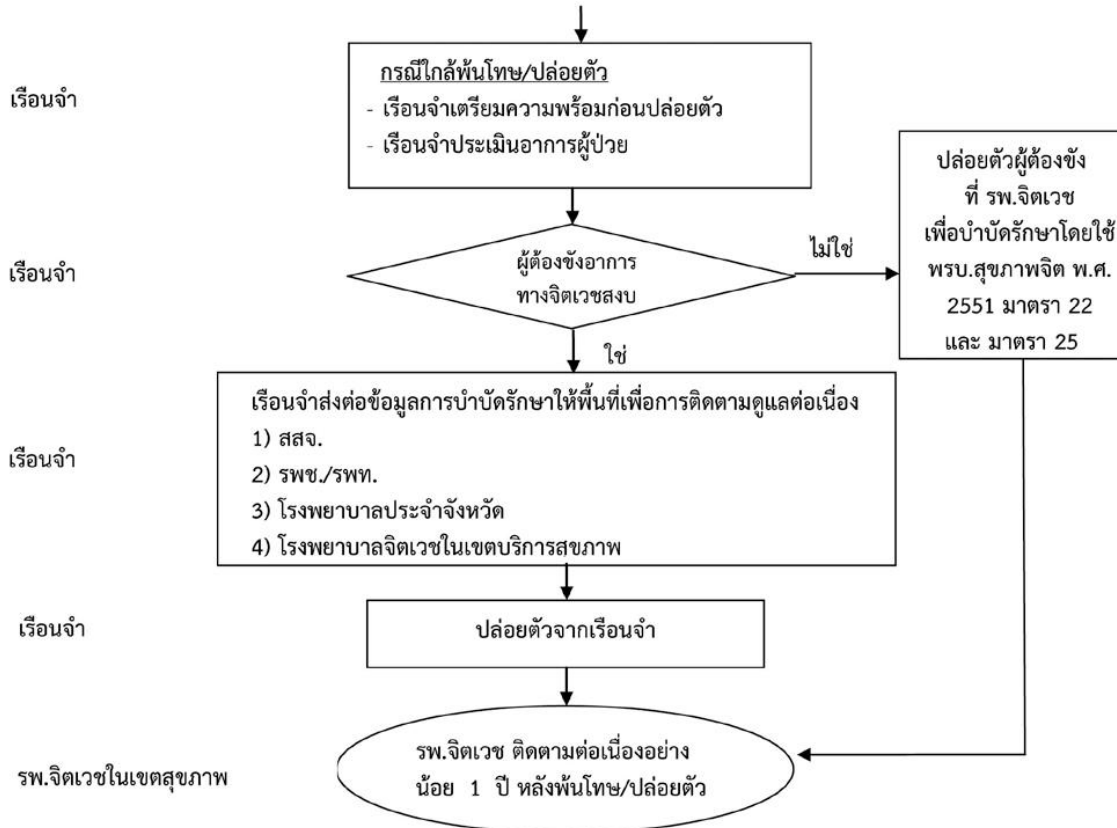 เรือนจำ
กรณีใกล้พ้นโทษ/ปล่อยตัว
- เรือนจำเตรียมความพร้อมก่อนปล่อยตัว
- เรือนจำประเมินอาการผู้ป่วย
ปล่อยตัวผู้ต้องขัง
ที่ รพ.จิตเวช
เพื่อบำบัดรักษาโดยใช้
พรบ.สุขภาพจิต พ.ศ.
2551 มาตรา 22
และ มาตรา 25
เรือนจำ
ผู้ต้องขังอาการ
ทางจิตเวชสงบ
ไม่ใช่
ใช่
เรือนจำ
เรือนจำส่งต่อข้อมูลการบำบัดรักษาให้พื้นที่เพื่อการติดตามดูแลต่อเนื่อง
1) สสจ.
2) รพช./รพท.
3) โรงพยาบาลประจำจังหวัด
4) โรงพยาบาลจิตเวชในเขตบริการสุขภาพ
เรือนจำ
ปล่อยตัวจากเรือนจำ
รพ.จิตเวชในเขตสุขภาพ
รพ.จิตเวช ติดตามต่อเนื่องอย่าง
น้อย 1 ปี หลังพ้นโทษ/ปล่อยตัว